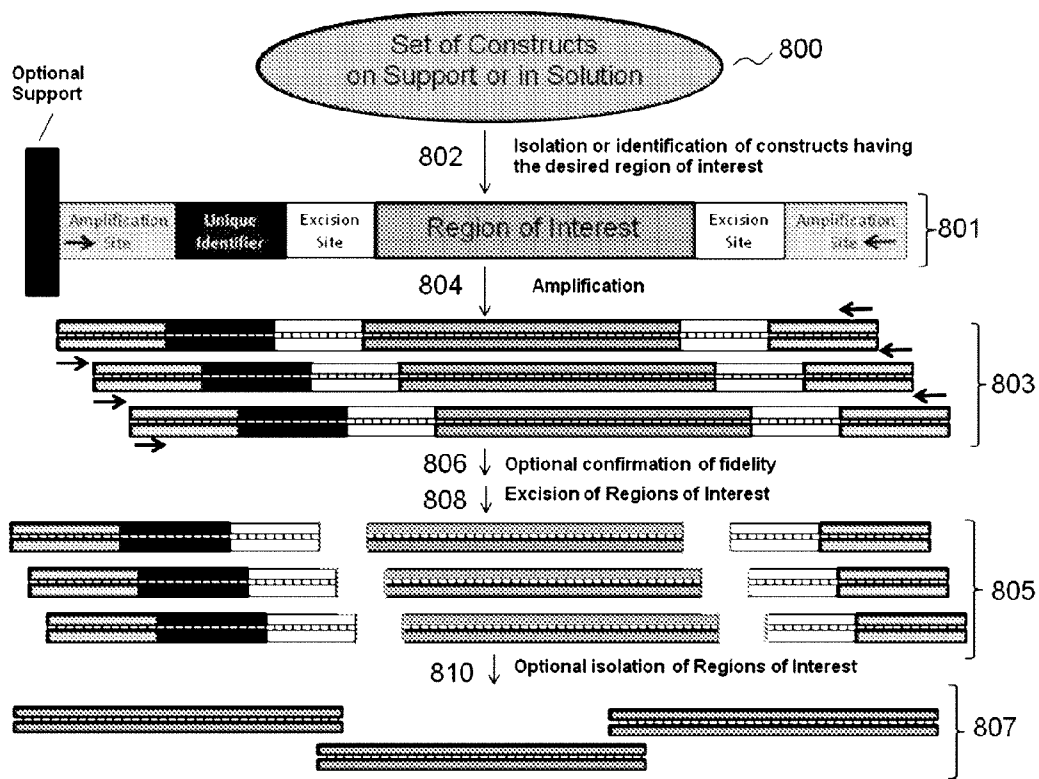 Set of Constructs
on Support or in Solution
800
Optional
Support
802
Isolation or identification of constructs having
the desired region of interest
Amplification
Site
Unique
Identifier
Excision
Site
Region of Interest
Excision
Site
Amplification
Site
801
804
Amplification
803
806
Optional confirmation of fidelity
808
Excision of Regions of Interest
805
810
Optional isolation of Regions of Interest
807